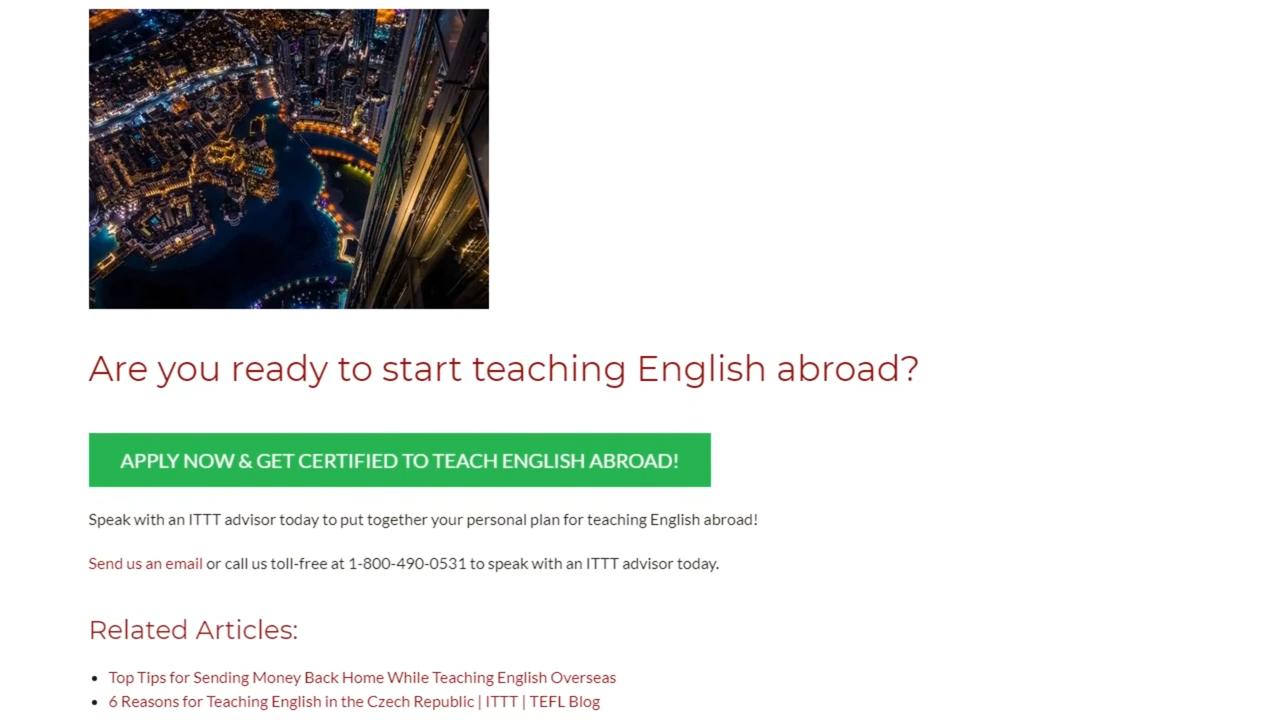 Are you ready to start teaching English abroad?
APPLY NOW & GET CERTIFIED TO TEACH ENGLISH ABROAD!
Speak with an ITTT advisor today to put together your personal plan for teaching English abroad!
Send us an email or call us toll-free at 1-800-490-0531 to speak with an ITTT advisor today.
Related Articles:
• Top Tips for Sending Money Back Home While Teaching English Overseas
• 6 Reasons for Teaching English in the Czech Republic | ITTT | TEFL Blog